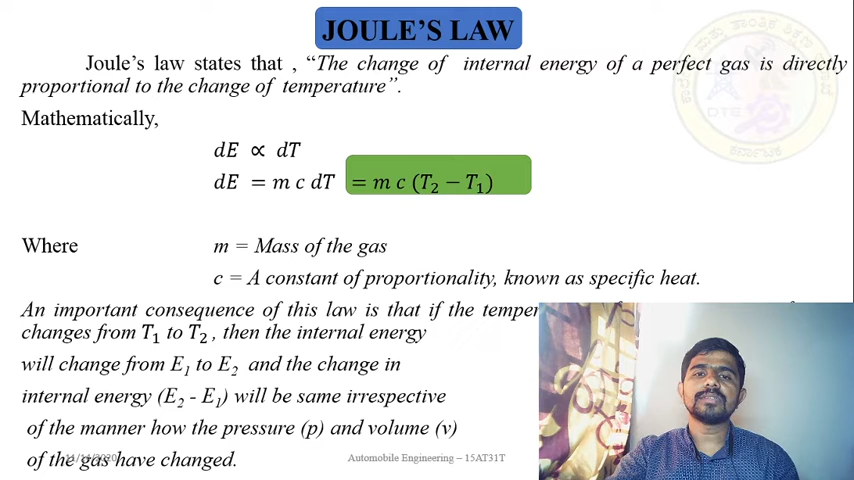 JOULE'S LAW
Joule's law states that , “The change of internal energy of a perfect gas is directly
proportional to the change of temperature”.
Mathematically,
dE ∝ dT
dE = m c dT = m c (T₂ − T₁)
Where m = Mass of the gas
c = A constant of proportionality, known as specific heat.
An important consequence of this law is that if the
changes from T₁ to T₂ , then the internal energy
will change from E₁ to E₂ and the change in
internal energy (E₂ - E₁) will be same irrespective
of the manner how the pressure (p) and volume (v)
of the gas have changed.
Automobile Engineering – 15AT31T
DTE
ಕರ್ನಾಟಕ